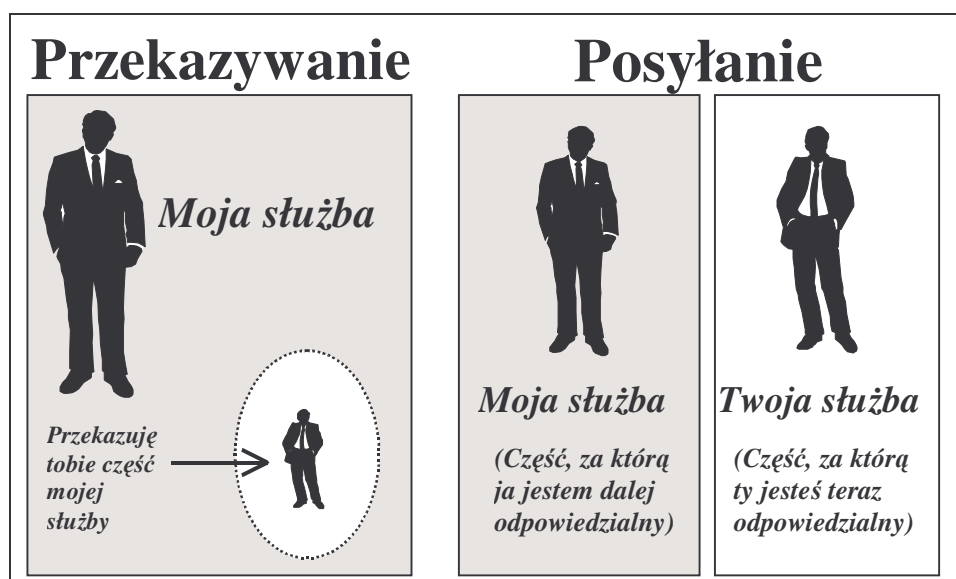 Przekazywanie
Moja służba
Przekazuję
tobie część
mojej
służby
Posyłanie
Moja służba
(Część, za którą
ja jestem dalej
odpowiedzialny)
Twoja służba
(Część, za którą
ty jesteś teraz
odpowiedzialny)